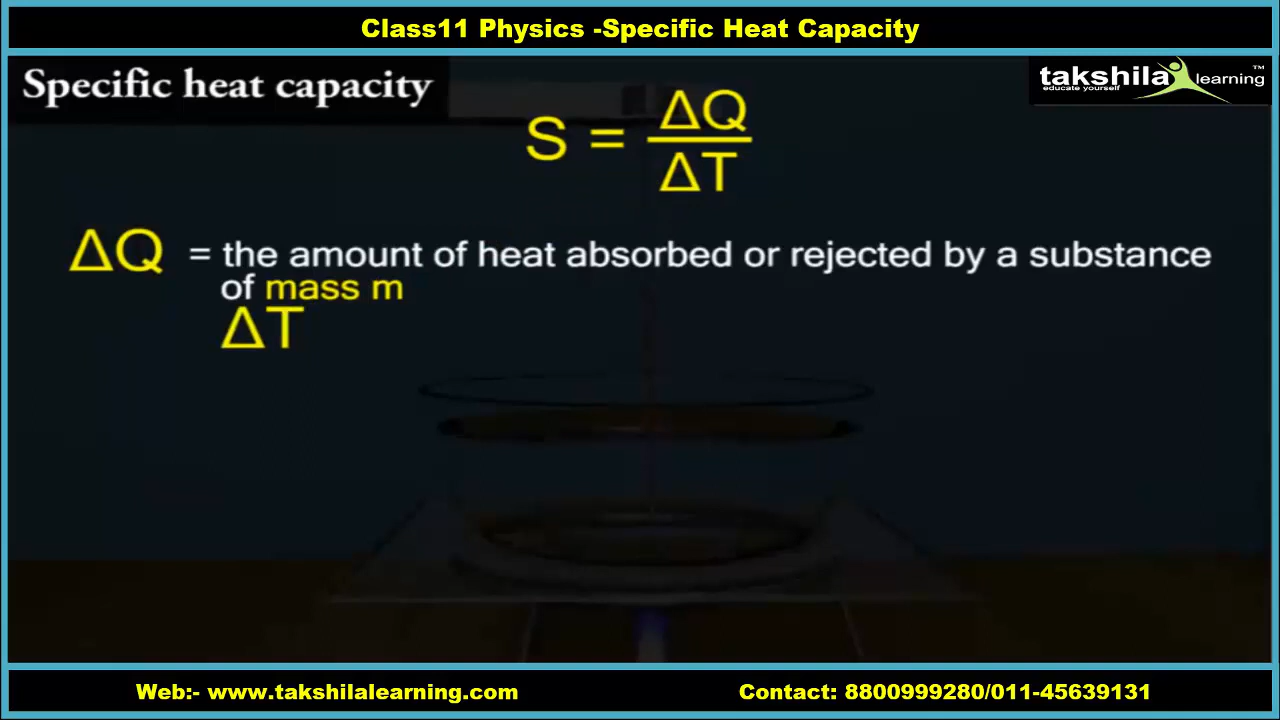 Class11 Physics -Specific Heat Capacity
Specific heat capacity
takshila learning ™
educate yourself
S = ΔQ / ΔT
ΔQ = the amount of heat absorbed or rejected by a substance
of mass m
ΔT
Web:- www.takshilalearning.com
Contact: 8800999280/011-45639131